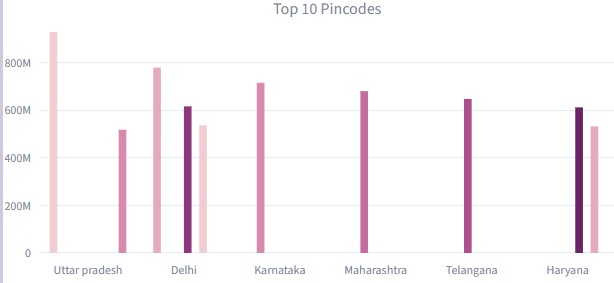 Top 10 Pincodes
800M
600M
400M
200M
0
Uttar pradesh
Delhi
Karnataka
Maharashtra
Telangana
Haryana